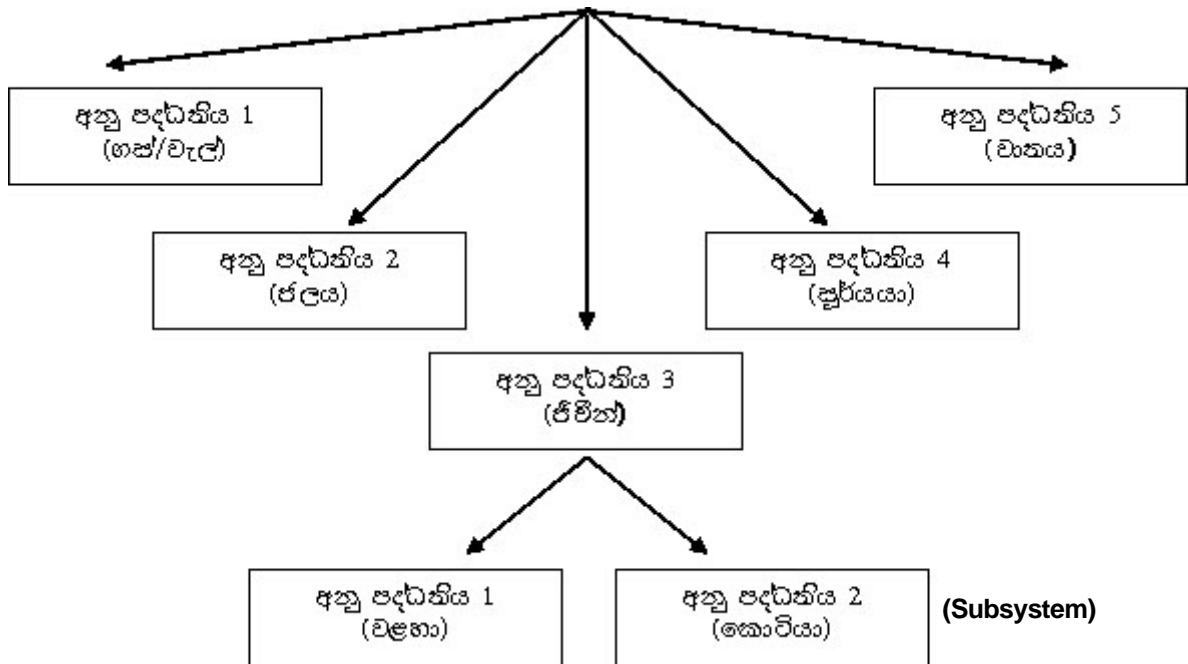 අනු පද්ධතිය 1
(ගස්/වැල්)
අනු පද්ධතිය 5
(වාතය)
අනු පද්ධතිය 2
(ජලය)
අනු පද්ධතිය 4
(සූර්යයා)
අනු පද්ධතිය 3
(ජීවීන්)
අනු පද්ධතිය 1
(වළහා)
අනු පද්ධතිය 2
(කොටියා)
(Subsystem)